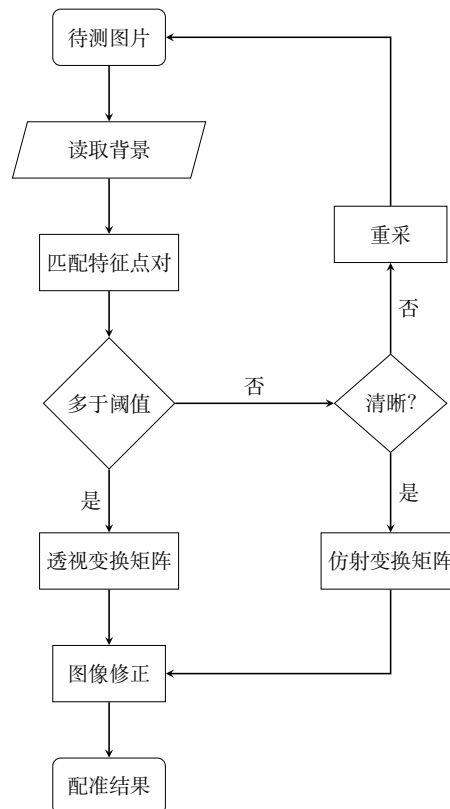 待测图片
读取背景
重采
匹配特征点对
否
否
多于阈值
清晰?
是
是
透视变换矩阵
仿射变换矩阵
图像修正
配准结果